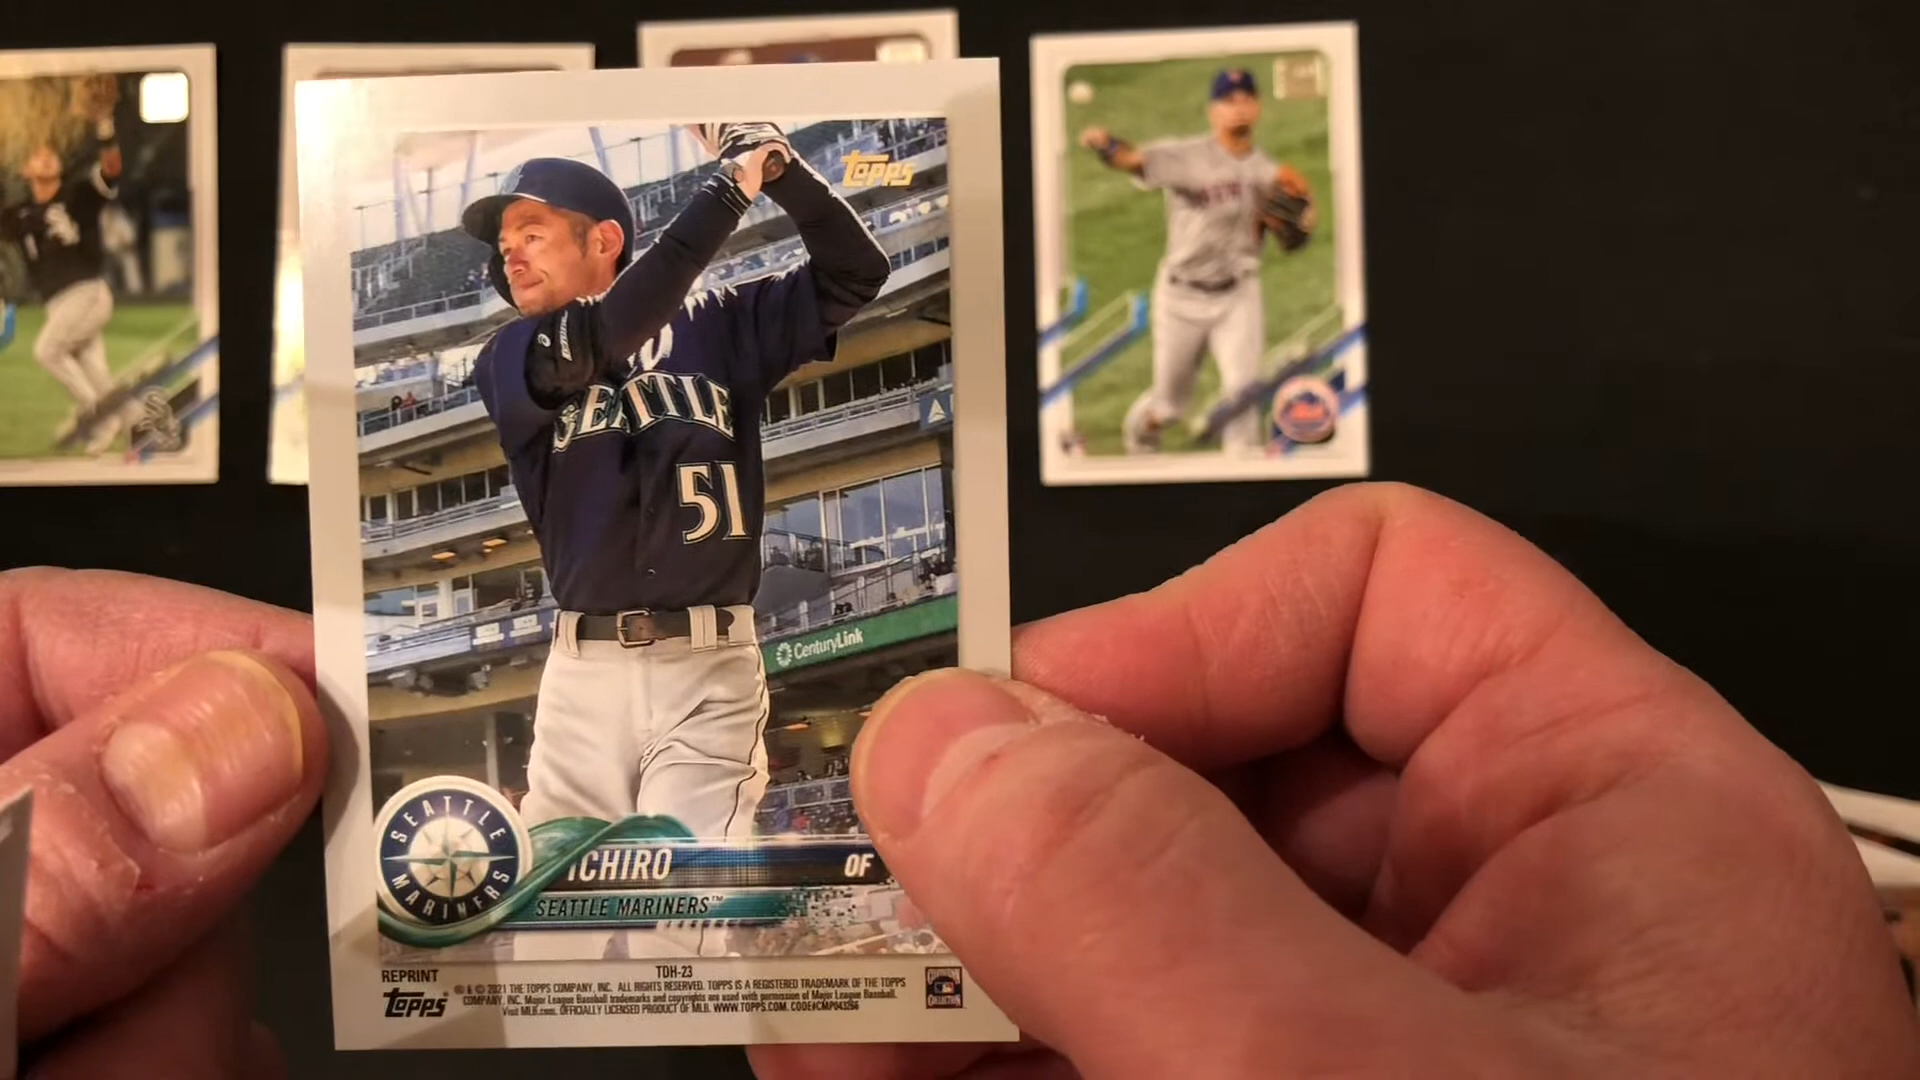 topps
SEATTLE
51
CenturyLink
SEATTLE
MARINERS
ICHIRO OF
SEATTLE MARINERS™
REPRINT TDH-23
topps
© 2021 THE TOPPS COMPANY, INC. ALL RIGHTS RESERVED. TOPPS IS A REGISTERED TRADEMARK OF THE TOPPS
COMPANY, INC. Major League Baseball trademarks and copyrights are used with permission of Major League Baseball.
Visit MLB.com. OFFICIALLY LICENSED PRODUCT OF MLB. WWW.TOPPS.COM. CODE#CMP043266